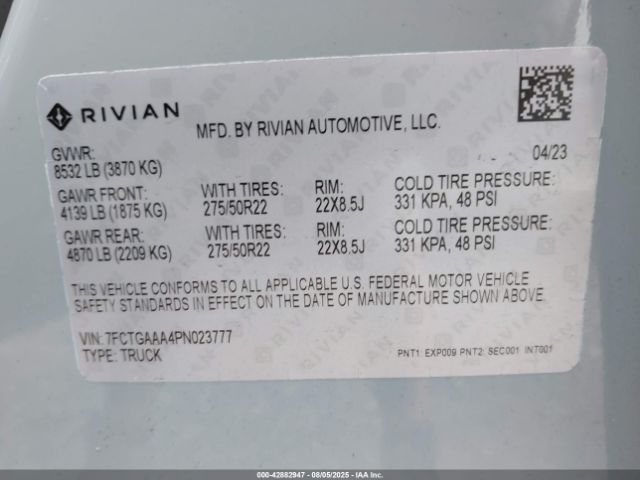 RIVIAN
MFD. BY RIVIAN AUTOMOTIVE, LLC.
04/23
GVWR:
8532 LB (3870 KG)
GAWR FRONT: WITH TIRES: RIM: COLD TIRE PRESSURE:
4139 LB (1875 KG) 275/50R22 22X8.5J 331 KPA, 48 PSI
GAWR REAR: WITH TIRES: RIM: COLD TIRE PRESSURE:
4870 LB (2209 KG) 275/50R22 22X8.5J 331 KPA, 48 PSI
THIS VEHICLE CONFORMS TO ALL APPLICABLE U.S. FEDERAL MOTOR VEHICLE
SAFETY STANDARDS IN EFFECT ON THE DATE OF MANUFACTURE SHOWN ABOVE.
VIN: 7FCTGAAA4PN023777
TYPE: TRUCK
PNT1: EXP009 PNT2: SEC001 INT001
000-42882947 - 08/05/2025 - IAA Inc.